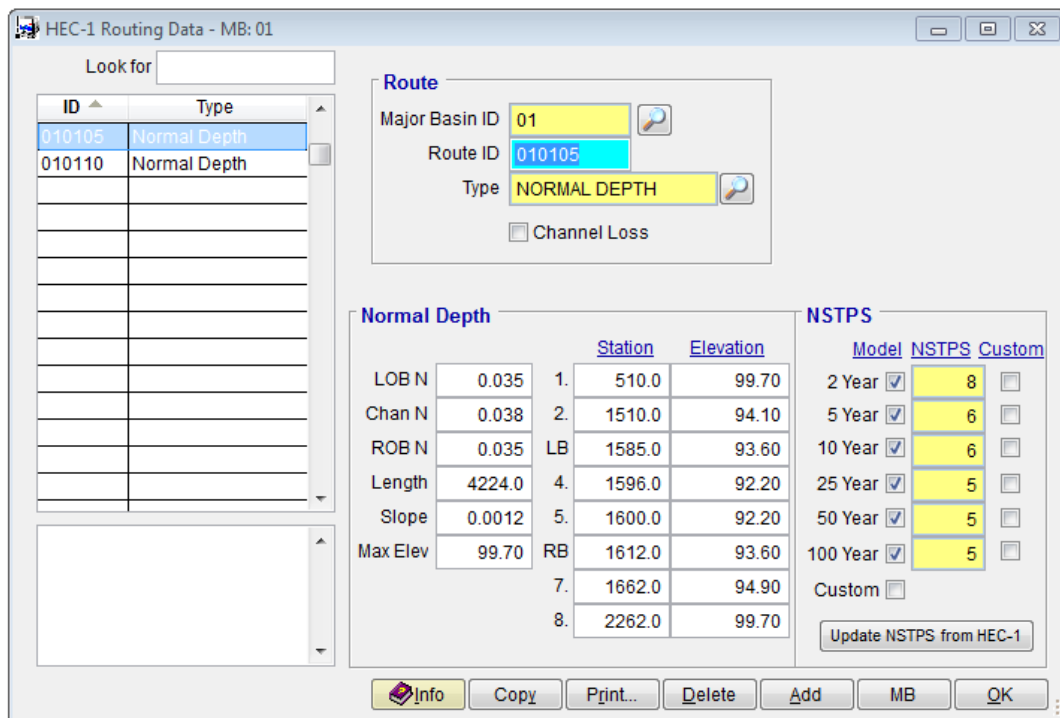 HEC-1 Routing Data - MB: 01
Look for
ID Type
010105 Normal Depth
010110 Normal Depth
Route
Major Basin ID 01
Route ID 010105
Type NORMAL DEPTH
Channel Loss
Normal Depth
Station Elevation
LOB N 0.035 1. 510.0 99.70
Chan N 0.038 2. 1510.0 94.10
ROB N 0.035 LB 1585.0 93.60
Length 4224.0 4. 1596.0 92.20
Slope 0.0012 5. 1600.0 92.20
Max Elev 99.70 RB 1612.0 93.60
7. 1662.0 94.90
8. 2262.0 99.70
NSTPS
Model NSTPS Custom
2 Year 8
5 Year 6
10 Year 6
25 Year 5
50 Year 5
100 Year 5
Custom
Update NSTPS from HEC-1
Info Copy Print... Delete Add MB OK